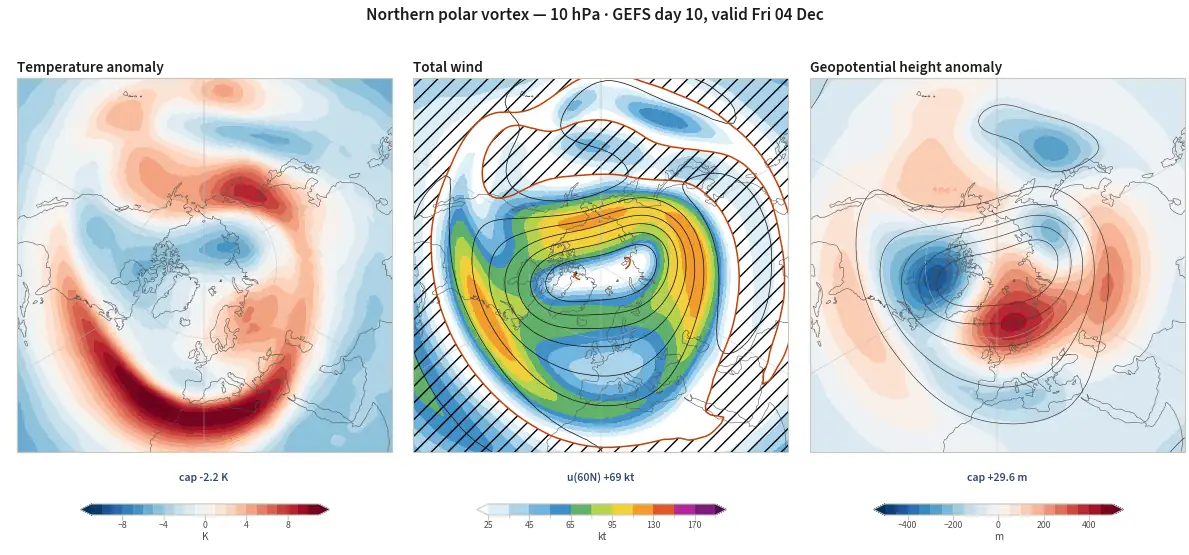 Northern polar vortex — 10 hPa · GEFS day 10, valid Fri 04 Dec
Temperature anomaly
Total wind
Geopotential height anomaly
cap -2.2 K
u(60N) +69 kt
cap +29.6 m
−8 −4 0 4 8
K
25 45 65 95 130 170
kt
−400 −200 0 200 400
m